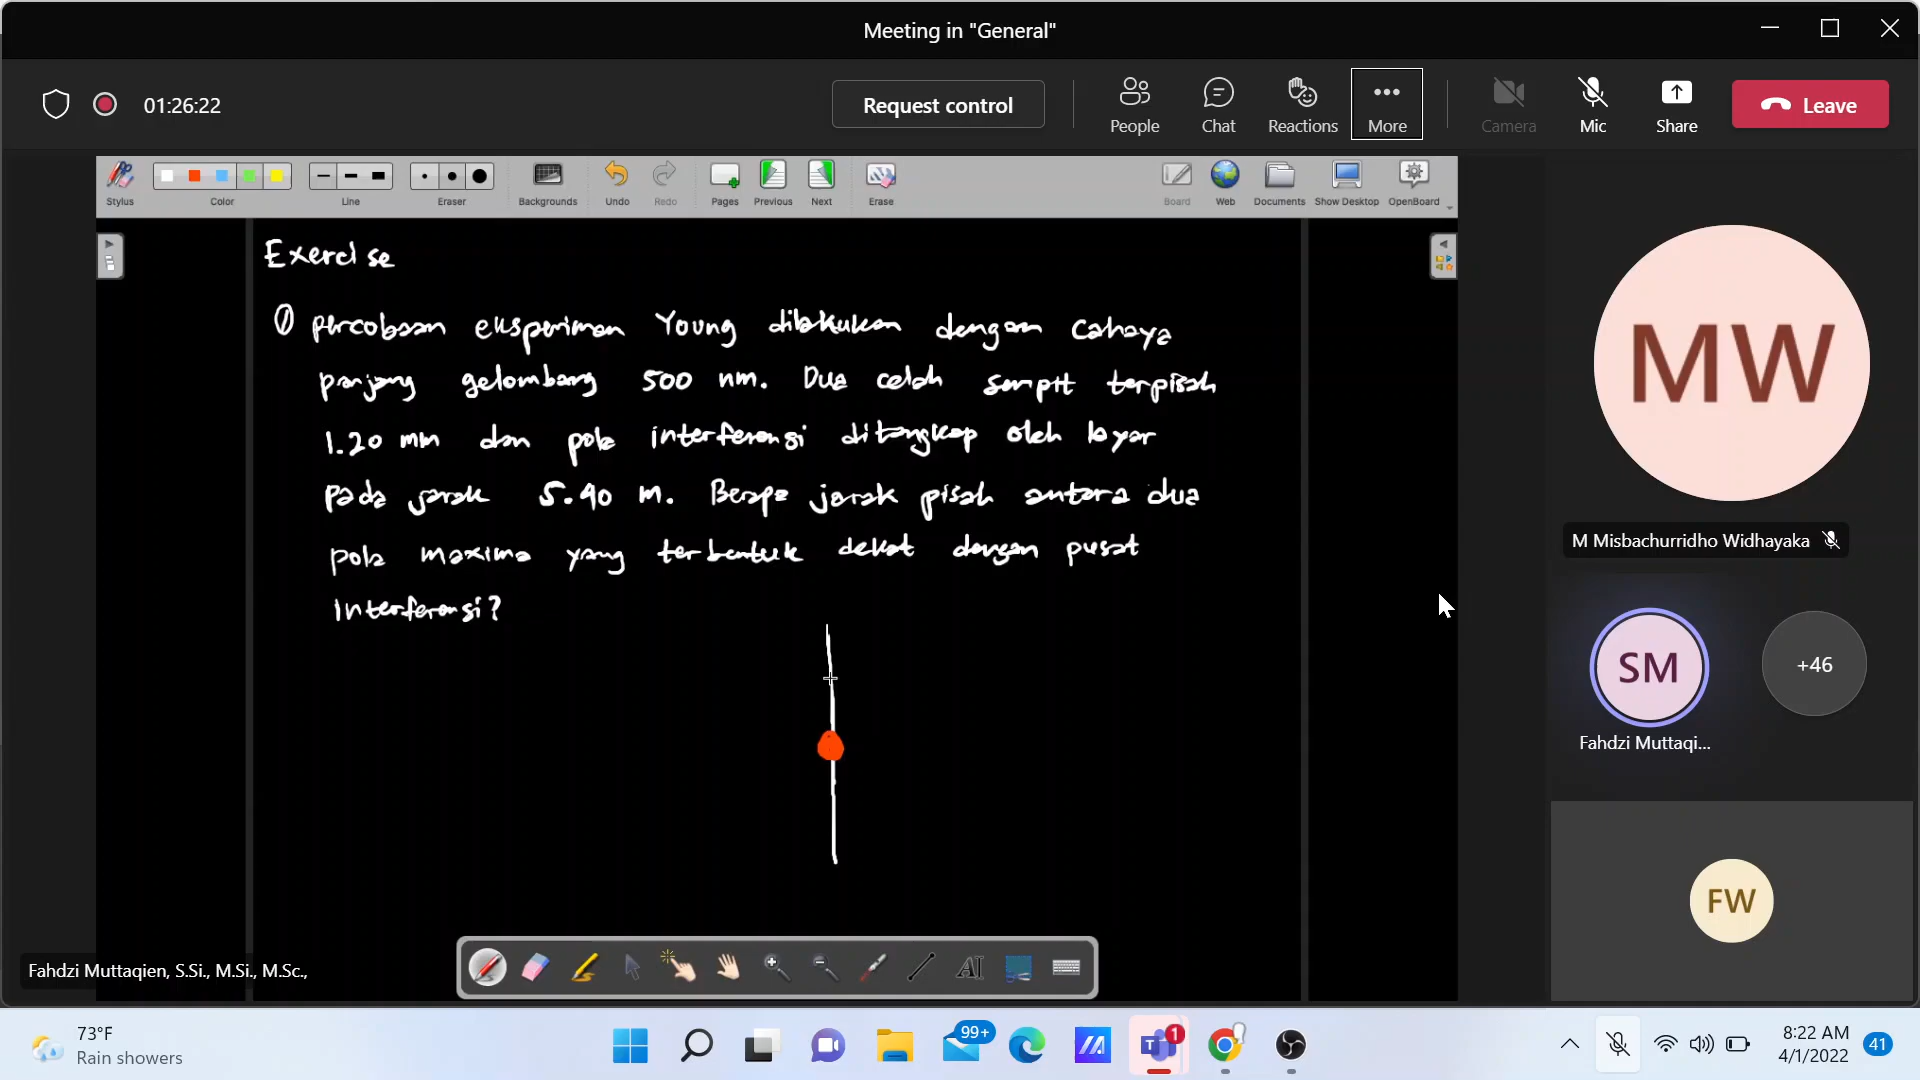 Meeting in "General"
01:26:22
Request control
People
Chat
Reactions
More
Camera
Mic
Share
Leave
Stylus
Color
Line
Eraser
Backgrounds
Undo
Redo
Pages
Previous
Next
Erase
Board
Web
Documents
Show Desktop
OpenBoard
Exercise
① percobaan eksperimen Young dilakukan dengan cahaya
panjang gelombang 500 nm. Dua celah sempit terpisah
1.20 mm dan pola interferensi ditangkap oleh layar
pada jarak 5.40 m. Berapa jarak pisah antara dua
pola maxima yang terbentuk dekat dengan pusat
interferensi?
MW
M Misbachurridho Widhayaka
SM
+46
Fahdzi Muttaqi...
FW
Fahdzi Muttaqien, S.Si., M.Si., M.Sc.,
AI
73°F
Rain showers
99+
1
8:22 AM
4/1/2022
41